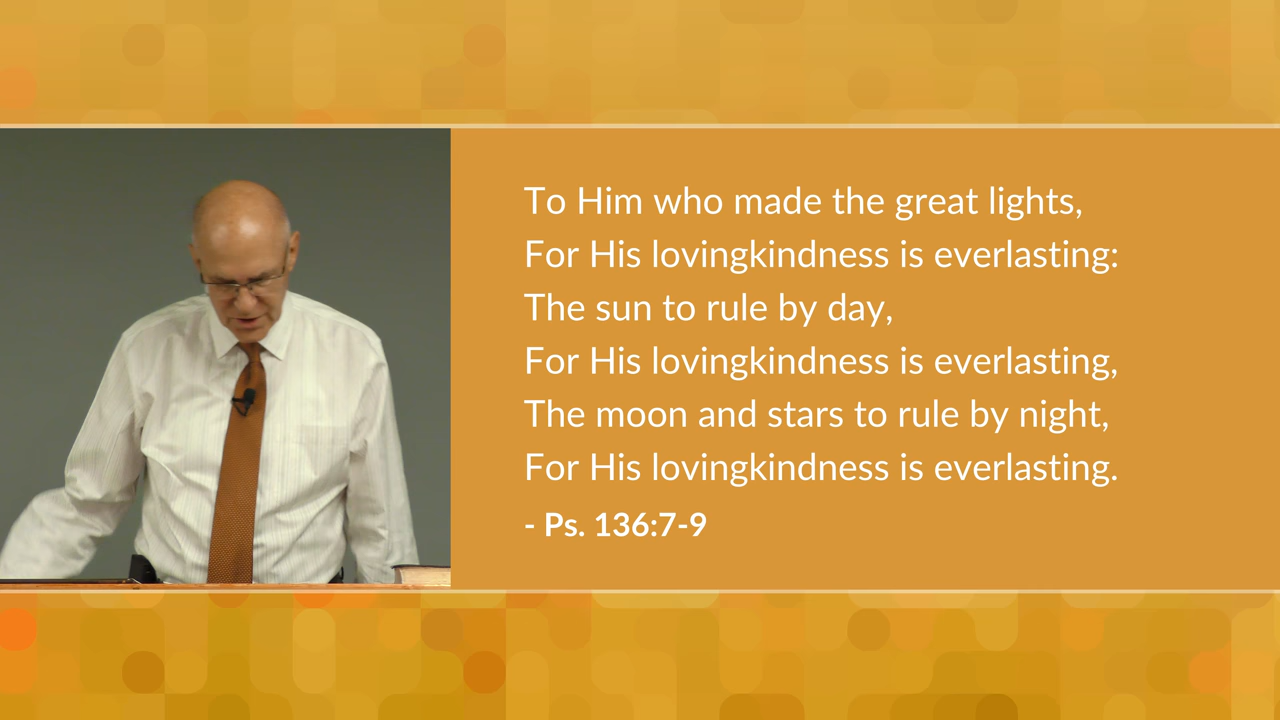 To Him who made the great lights,
For His lovingkindness is everlasting:
The sun to rule by day,
For His lovingkindness is everlasting,
The moon and stars to rule by night,
For His lovingkindness is everlasting.
- Ps. 136:7-9